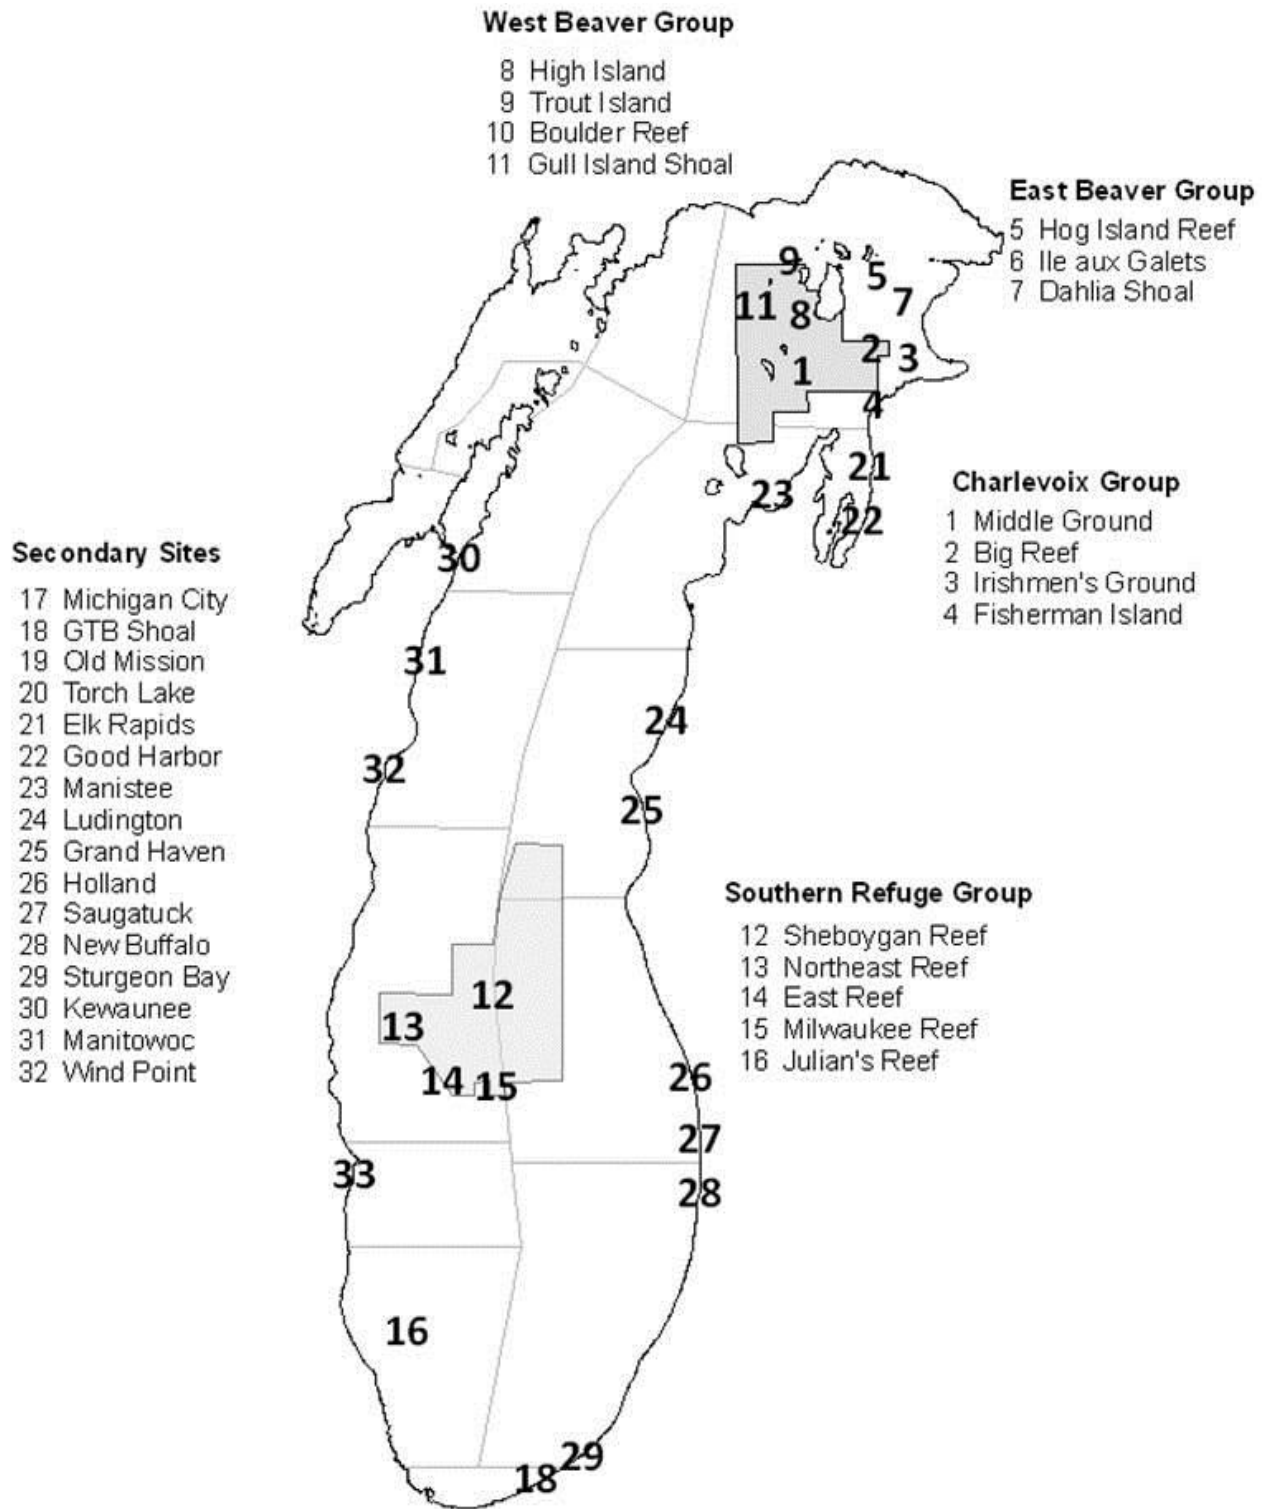 West Beaver Group
8 High Island
9 Trout Island
10 Boulder Reef
11 Gull Island Shoal
East Beaver Group
5 Hog Island Reef
6 Ile aux Galets
7 Dahlia Shoal
9
5
11
8
7
2
3
1
4
21
23
22
Charlevoix Group
1 Middle Ground
2 Big Reef
3 Irishmen's Ground
4 Fisherman Island
Secondary Sites
17 Michigan City
18 GTB Shoal
19 Old Mission
20 Torch Lake
21 Elk Rapids
22 Good Harbor
23 Manistee
24 Ludington
25 Grand Haven
26 Holland
27 Saugatuck
28 New Buffalo
29 Sturgeon Bay
30 Kewaunee
31 Manitowoc
32 Wind Point
30
31
24
32
25
Southern Refuge Group
12 Sheboygan Reef
13 Northeast Reef
14 East Reef
15 Milwaukee Reef
16 Julian's Reef
12
13
14
15
26
27
33
28
16
29
18